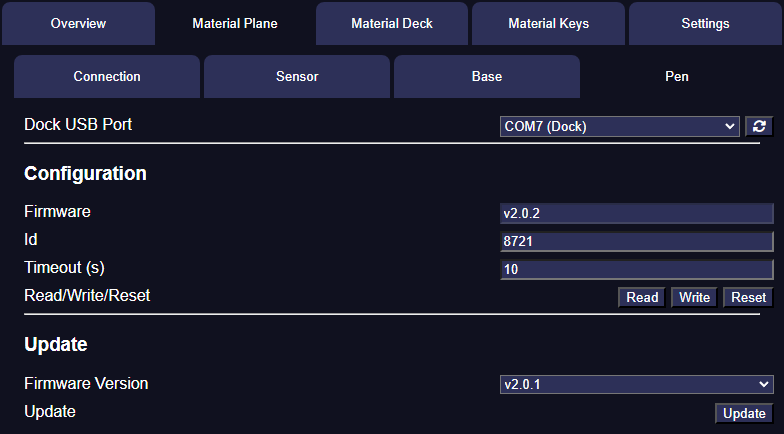 Overview Material Plane Material Deck Material Keys Settings
Connection Sensor Base Pen
Dock USB Port COM7 (Dock)
Configuration
Firmware v2.0.2
Id 8721
Timeout (s) 10
Read/Write/Reset Read Write Reset
Update
Firmware Version v2.0.1
Update Update